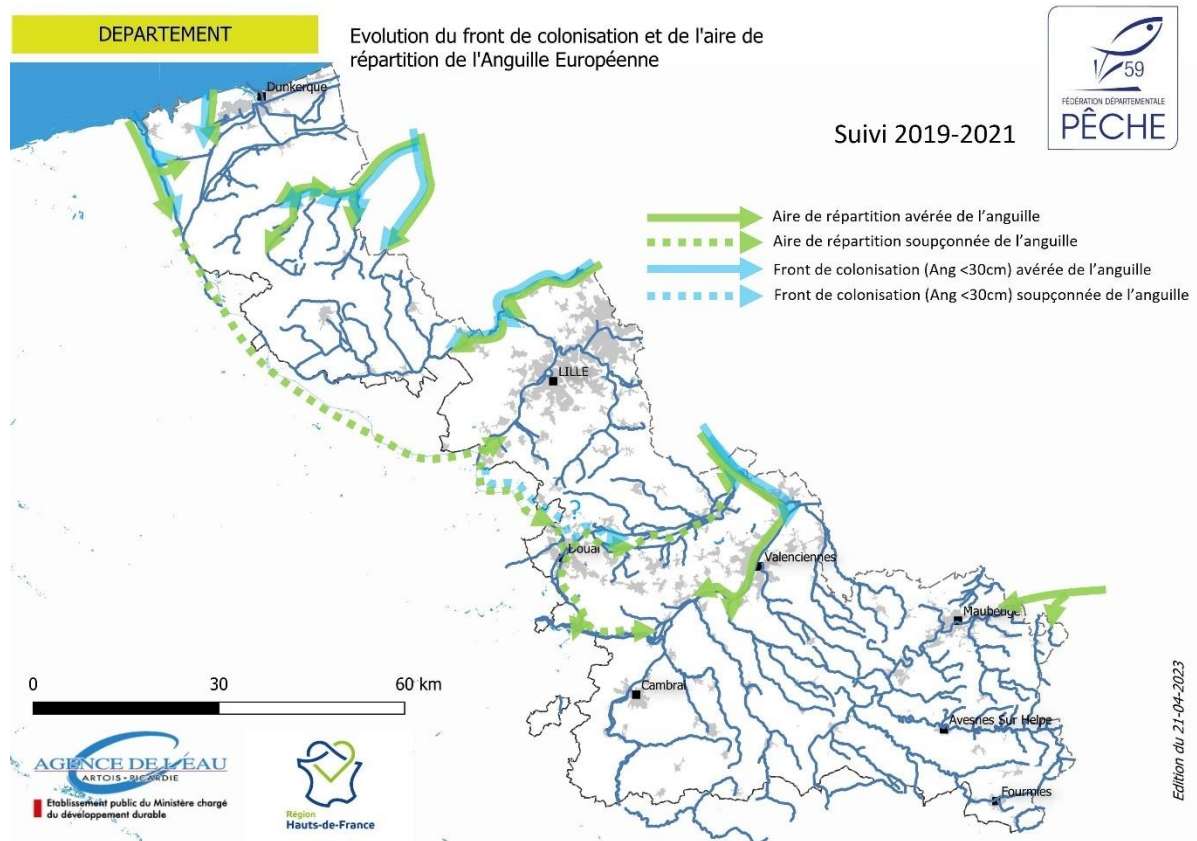 DEPARTEMENT
Evolution du front de colonisation et de l'aire de
répartition de l'Anguille Européenne
59
FÉDÉRATION DÉPARTEMENTALE
PÊCHE
Suivi 2019-2021
Aire de répartition avérée de l'anguille
Aire de répartition soupçonnée de l'anguille
Front de colonisation (Ang <30cm) avérée de l'anguille
Front de colonisation (Ang <30cm) soupçonnée de l'anguille
Dunkerque
LILLE
?
Douai
Valenciennes
Maubeuge
Cambrai
Avesnes Sur Helpe
Fourmies
0 30 60 km
AGENCE DE L'EAU
ARTOIS - PICARDIE
Etablissement public du Ministère chargé
du développement durable
Région
Hauts-de-France
Edition du 21-04-2023